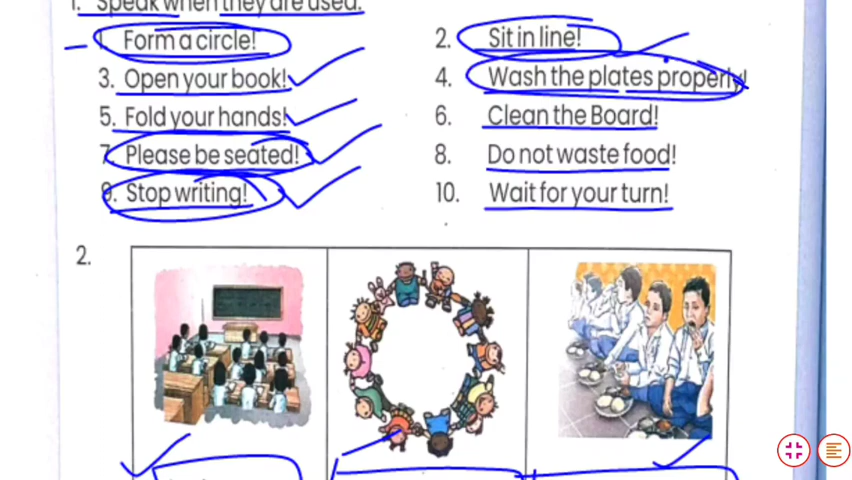 1. Speak when they are used.
1. Form a circle!
2. Sit in line!
3. Open your book!
4. Wash the plates properly!
5. Fold your hands!
6. Clean the Board!
7. Please be seated!
8. Do not waste food!
9. Stop writing!
10. Wait for your turn!
2.